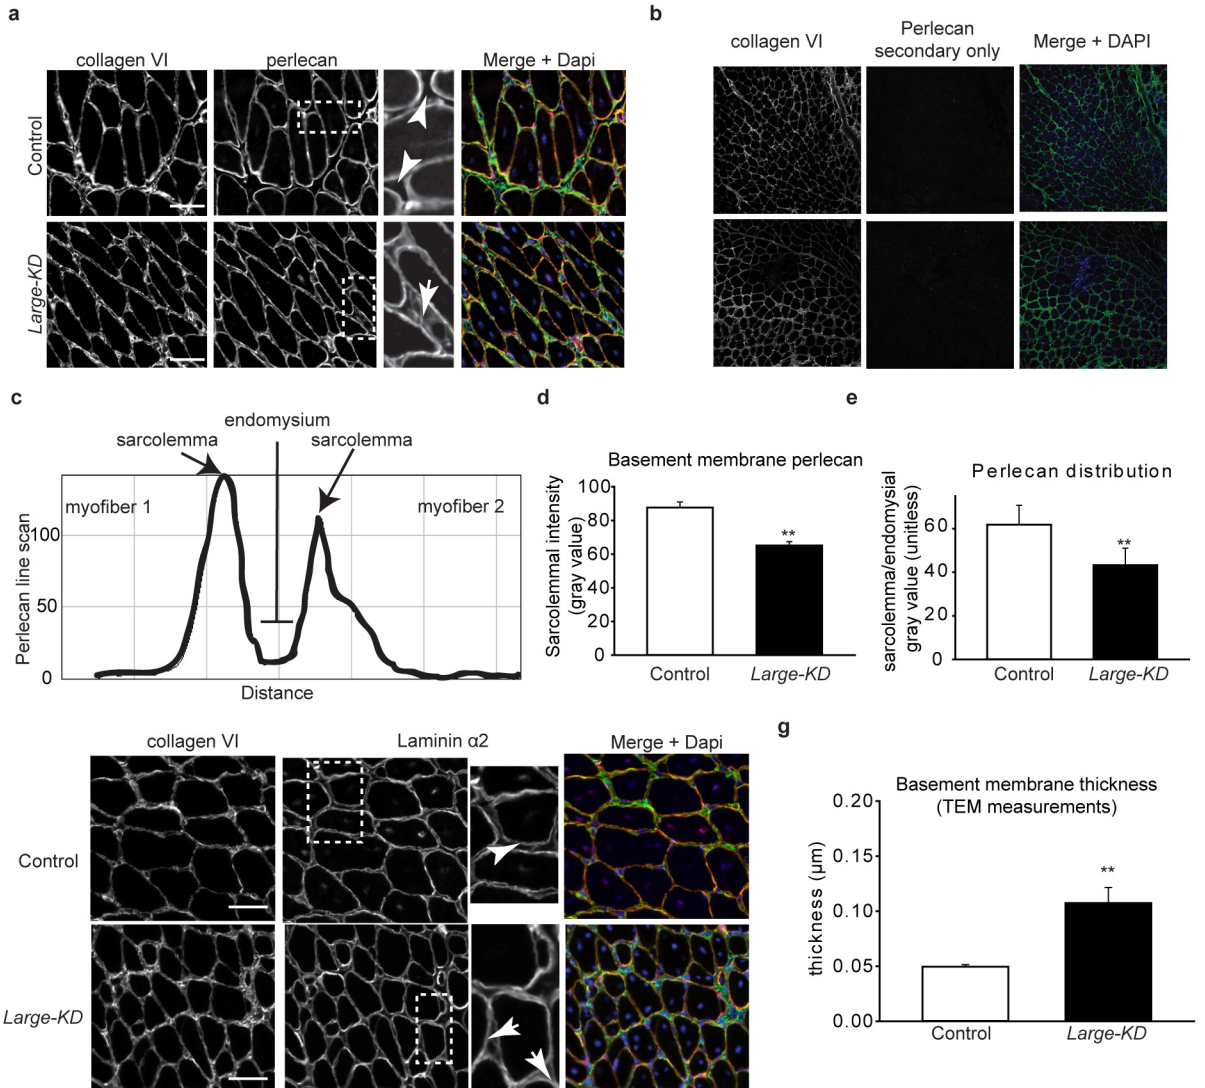 a
collagen VI
perlecan
Merge + Dapi
Control
Large-KD
b
collagen VI
Perlecan
secondary only
Merge + DAPI
c
endomysium
sarcolemma
sarcolemma
myofiber 1
myofiber 2
Perlecan line scan
100
50
0
Distance
d
Basement membrane perlecan
Sarcolemmal intensity
(gray value)
100
80
60
40
20
0
**
Control
Large-KD
e
Perlecan distribution
sarcolemma/endomysial
gray value (unitless)
60
40
20
0
**
Control
Large-KD
collagen VI
Laminin α2
Merge + Dapi
Control
Large-KD
g
Basement membrane thickness
(TEM measurements)
thickness (μm)
0.20
0.15
0.10
0.05
0.00
**
Control
Large-KD